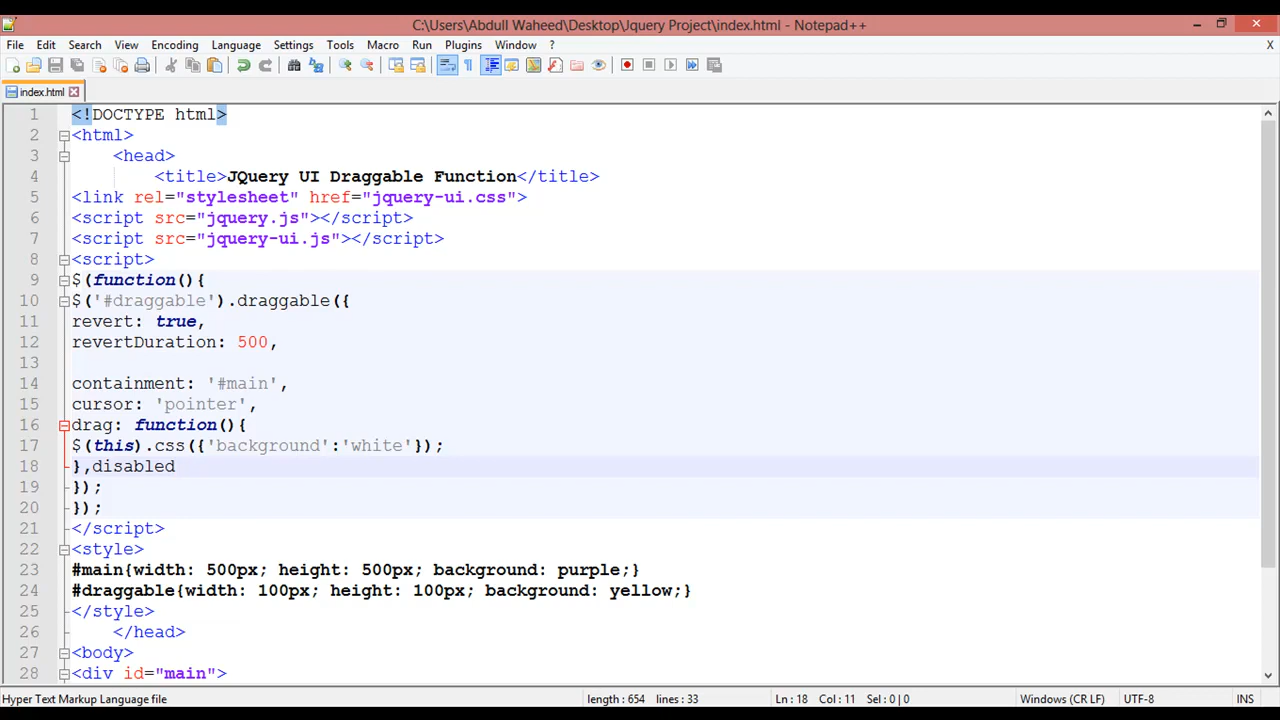 C:\Users\Abdull Waheed\Desktop\Jquery Project\index.html - Notepad++
File Edit Search View Encoding Language Settings Tools Macro Run Plugins Window ? X
index.html
1 <!DOCTYPE html>
2 <html>
3 <head>
4 <title>JQuery UI Draggable Function</title>
5 <link rel="stylesheet" href="jquery-ui.css">
6 <script src="jquery.js"></script>
7 <script src="jquery-ui.js"></script>
8 <script>
9 $(function(){
10 $('#draggable').draggable({
11 revert: true,
12 revertDuration: 500,
13
14 containment: '#main',
15 cursor: 'pointer',
16 drag: function(){
17 $(this).css({'background':'white'});
18 },disabled
19 });
20 });
21 </script>
22 <style>
23 #main{width: 500px; height: 500px; background: purple;}
24 #draggable{width: 100px; height: 100px; background: yellow;}
25 </style>
26 </head>
27 <body>
28 <div id="main">
Hyper Text Markup Language file length : 654 lines : 33 Ln : 18 Col : 11 Sel : 0 | 0 Windows (CR LF) UTF-8 INS